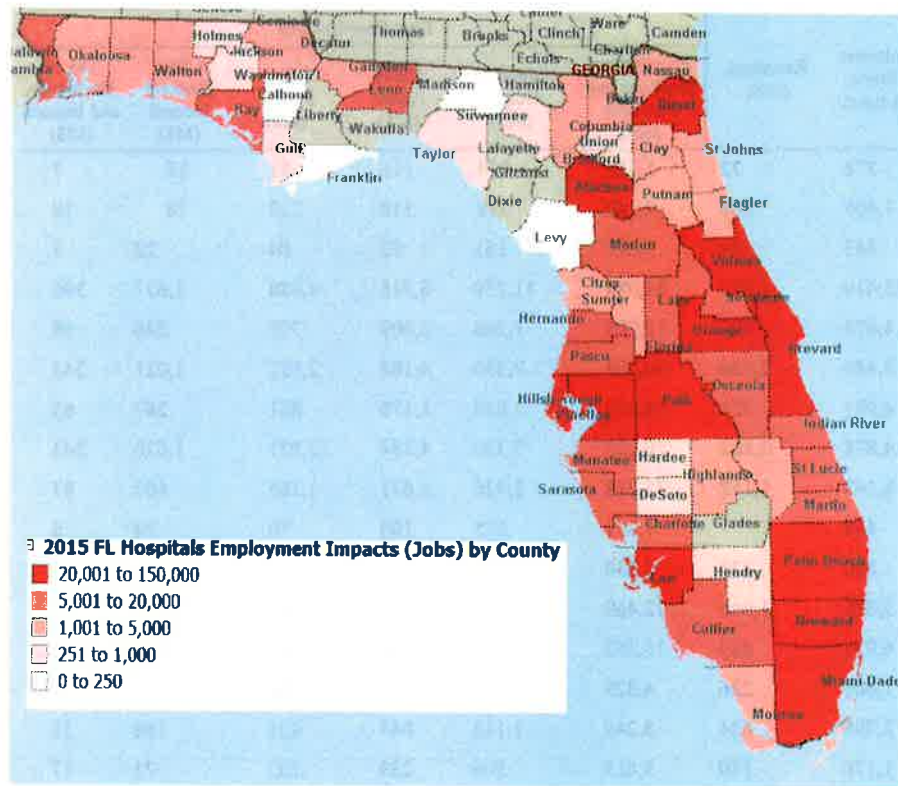 Thomas
Brooks
Clinch
Ware
Camden
Charlton
Echols
GEORGIA
Holmes
Okaloosa
Jackson
Decatur
Walton
Washington
Gadsden
Leon
Madison
Hamilton
Nassau
Duval
Baker
Calhoun
Bay
Liberty
Wakulla
Suwannee
Columbia
Union
Bradford
Clay
St Johns
Gulf
Franklin
Taylor
Lafayette
Gilchrist
Alachua
Putnam
Flagler
Dixie
Levy
Marion
Volusia
Citrus
Sumter
Lake
Seminole
Hernando
Orange
Brevard
Florida
Pasco
Osceola
Hillsborough
Pinellas
Polk
Indian River
Manatee
Hardee
Highlands
St Lucie
Sarasota
DeSoto
Martin
Charlotte
Glades
2015 FL Hospitals Employment Impacts (Jobs) by County
20,001 to 150,000
5,001 to 20,000
1,001 to 5,000
251 to 1,000
0 to 250
Lee
Hendry
Palm Beach
Collier
Broward
Miami-Dade
Monroe